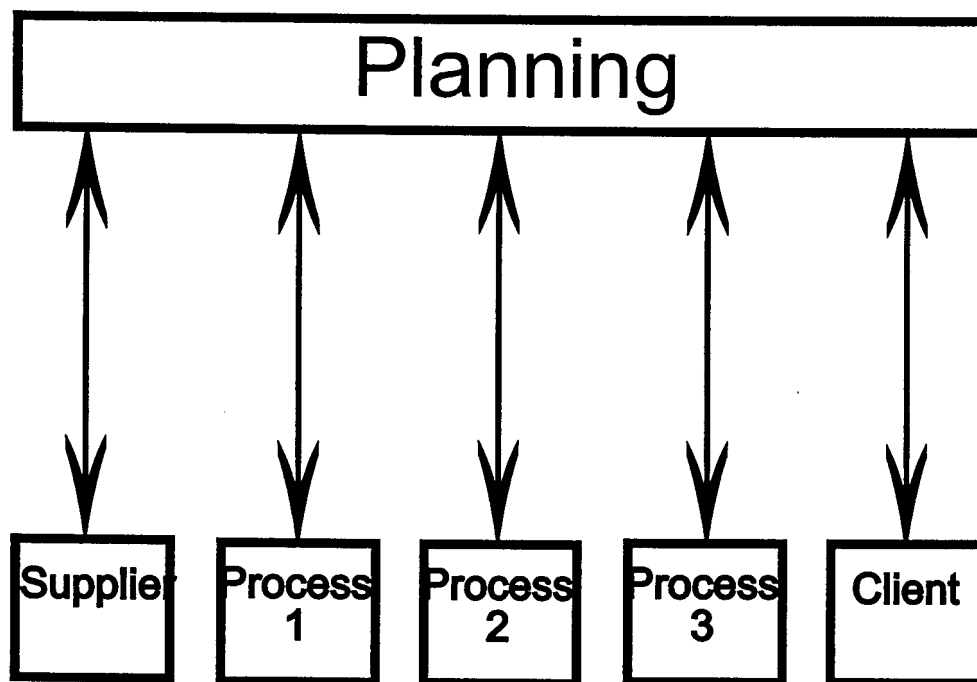 Planning
Supplier
Process
1
Process
2
Process
3
Client